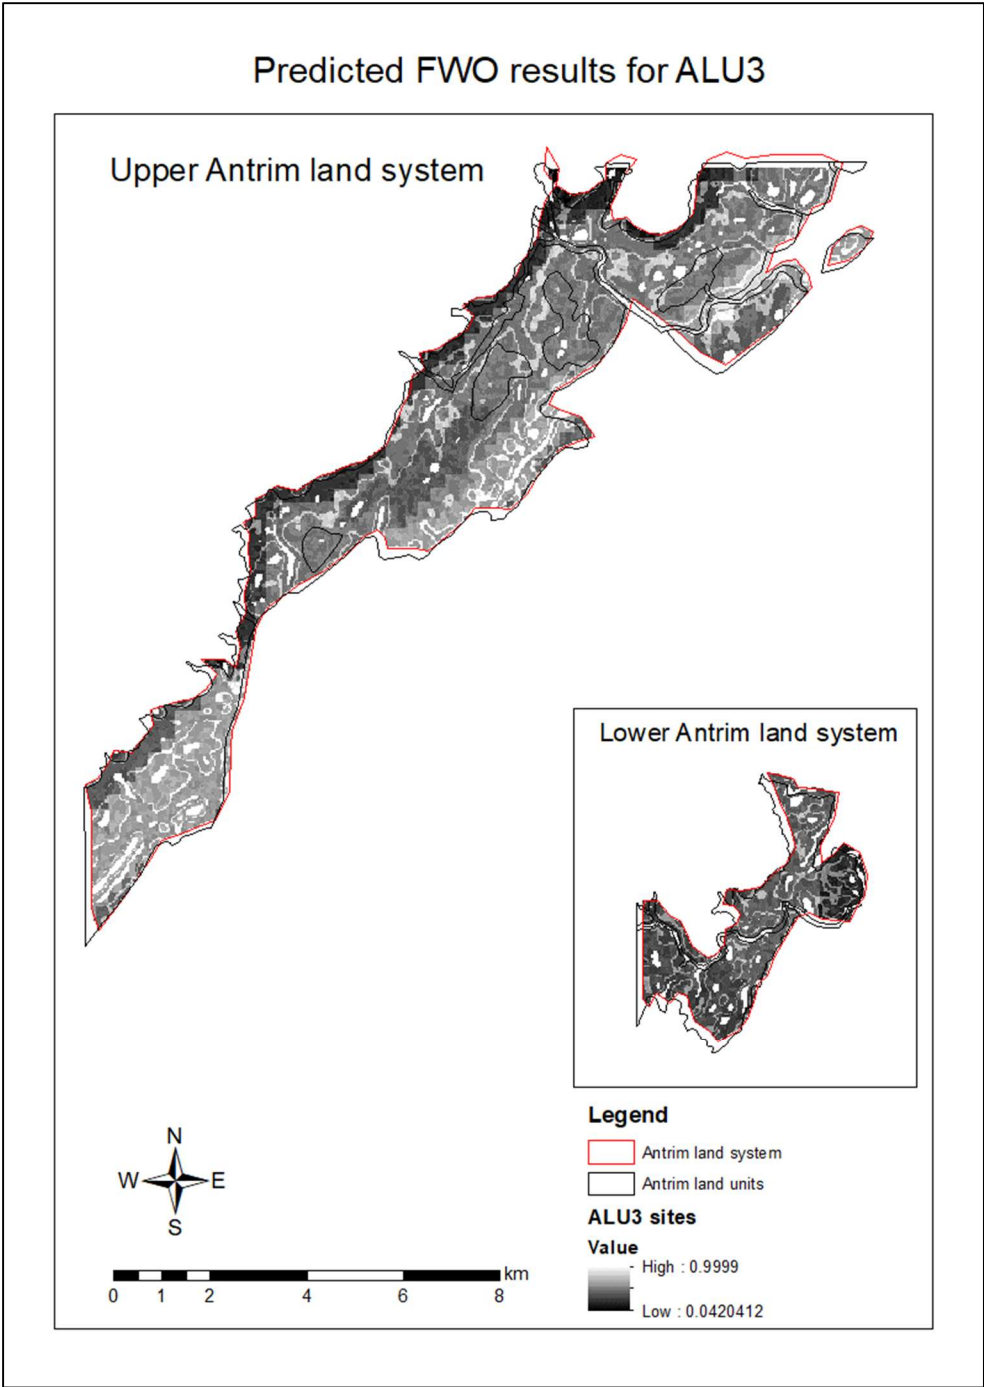 Predicted FWO results for ALU3
Upper Antrim land system
Lower Antrim land system
Legend
Antrim land system
Antrim land units
ALU3 sites
Value
High : 0.9999
Low : 0.0420412
N
W E
S
km
0 1 2 4 6 8